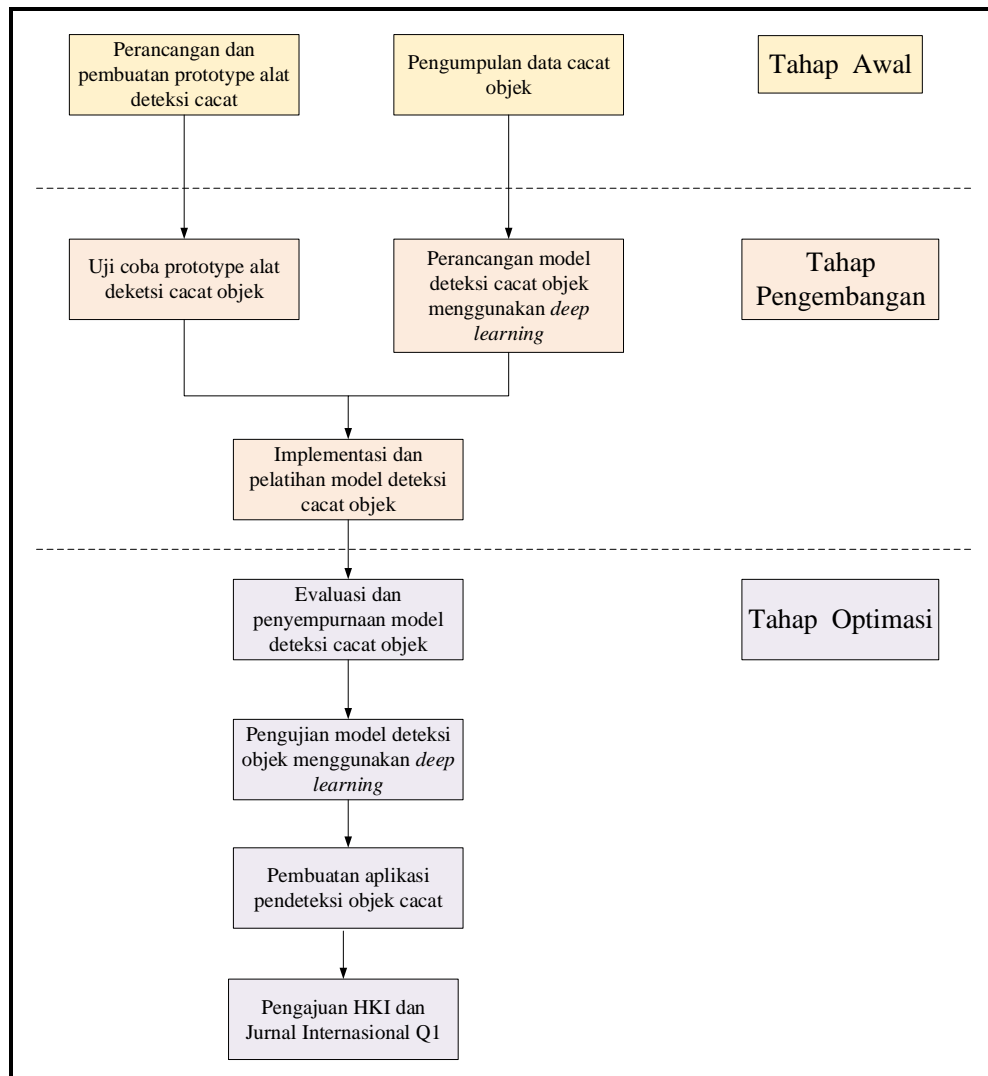 Perancangan dan
pembuatan prototype alat
deteksi cacat
Pengumpulan data cacat
objek
Tahap Awal
Uji coba prototype alat
deketsi cacat objek
Perancangan model
deteksi cacat objek
menggunakan deep
learning
Tahap
Pengembangan
Implementasi dan
pelatihan model deteksi
cacat objek
Evaluasi dan
penyempurnaan model
deteksi cacat objek
Tahap Optimasi
Pengujian model deteksi
objek menggunakan deep
learning
Pembuatan aplikasi
pendeteksi objek cacat
Pengajuan HKI dan
Jurnal Internasional Q1